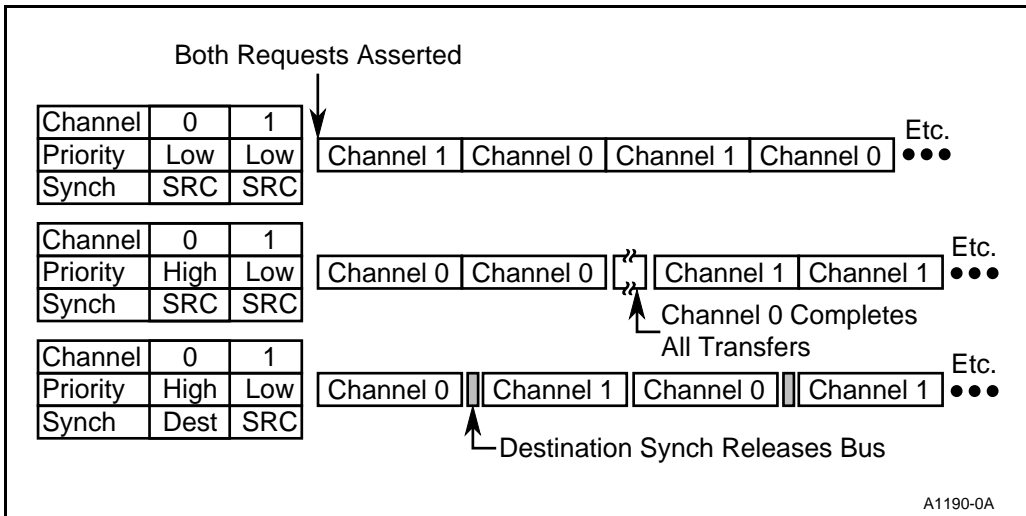 Both Requests Asserted
Channel 0 1
Priority Low Low
Synch SRC SRC
Channel 1 Channel 0 Channel 1 Channel 0
Etc.
Channel 0 1
Priority High Low
Synch SRC SRC
Channel 0 Channel 0 Channel 1 Channel 1
Etc.
Channel 0 Completes
All Transfers
Channel 0 1
Priority High Low
Synch Dest SRC
Channel 0 Channel 1 Channel 0 Channel 1
Etc.
Destination Synch Releases Bus
A1190-0A